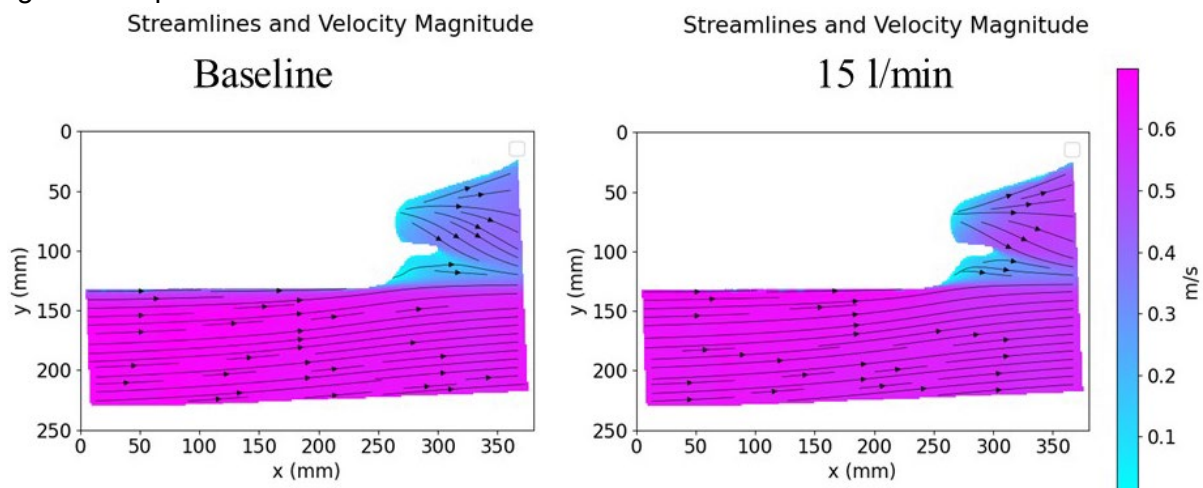 Streamlines and Velocity Magnitude
Baseline
0
50
100
150
200
250
y (mm)
0 50 100 150 200 250 300 350
x (mm)
Streamlines and Velocity Magnitude
15 l/min
0
50
100
150
200
250
y (mm)
0 50 100 150 200 250 300 350
x (mm)
0.6
0.5
0.4
0.3
0.2
0.1
m/s